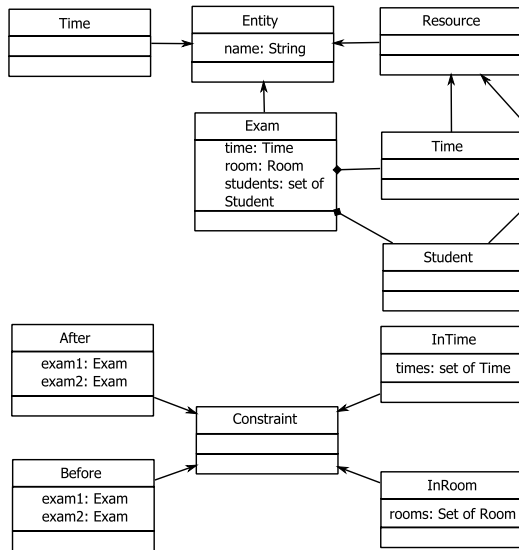 Time
Entity
name: String
Resource
Exam
time: Time
room: Room
students: set of
Student
Time
Student
After
exam1: Exam
exam2: Exam
InTime
times: set of Time
Constraint
Before
exam1: Exam
exam2: Exam
InRoom
rooms: Set of Room